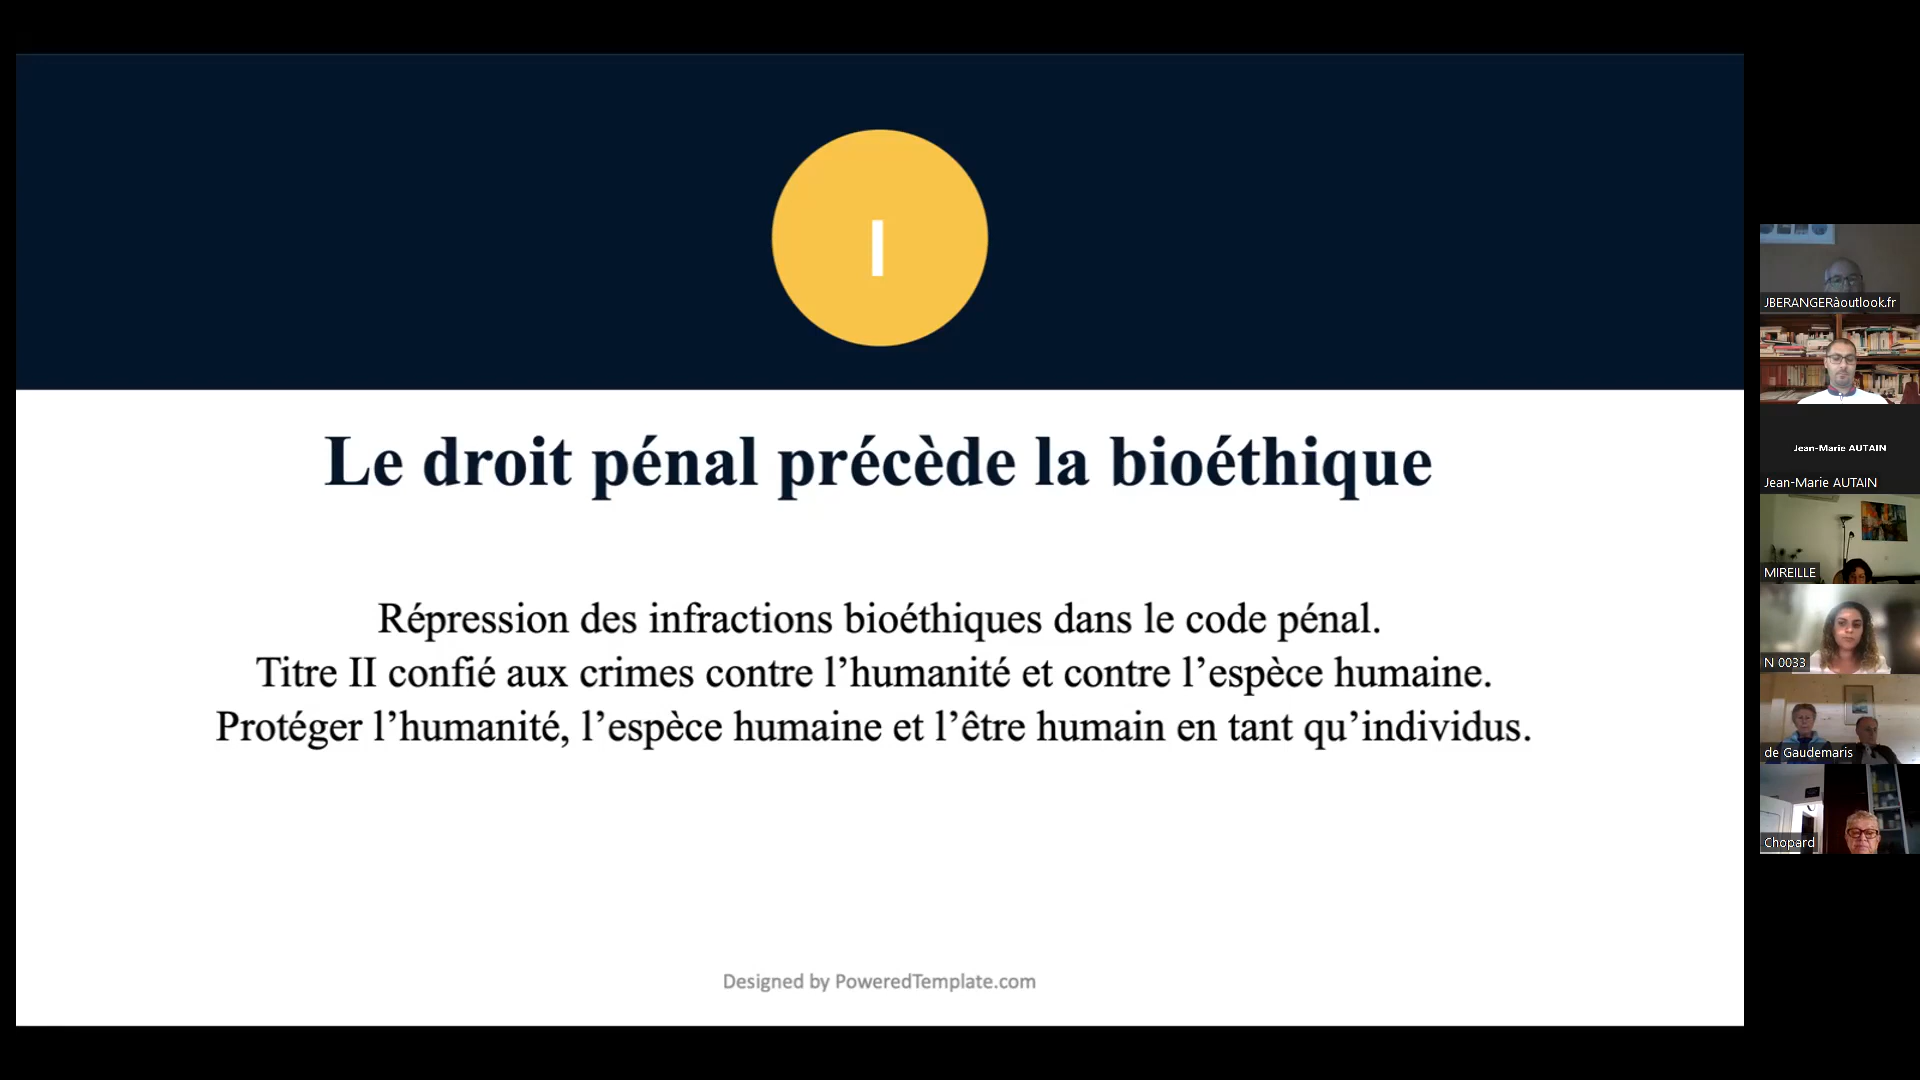 I
Le droit pénal précède la bioéthique
Répression des infractions bioéthiques dans le code pénal.
Titre II confié aux crimes contre l’humanité et contre l’espèce humaine.
Protéger l’humanité, l’espèce humaine et l’être humain en tant qu’individus.
Designed by PoweredTemplate.com
JBERANGERàoutlook.fr
Jean-Marie AUTAIN
Jean-Marie AUTAIN
MIREILLE
N 0033
de Gaudemaris
Chopard